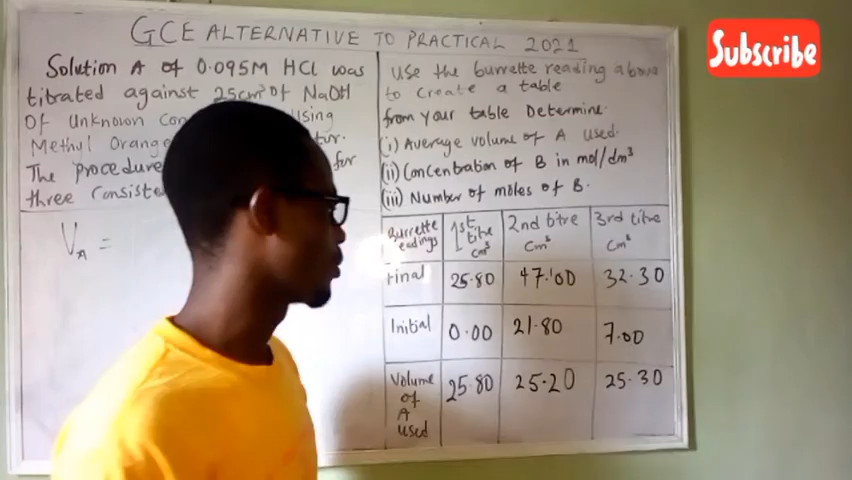 GCE ALTERNATIVE TO PRACTICAL 2021
Solution A of 0.095M HCl was
titrated against 25cm³ of NaOH
Of unknown using
Methyl
The procedure for
three
V_A =
Use the burrette reading above
to create a table
from your table Determine.
(i) Average volume of A used.
(ii) Concentration of B in mol/dm³
(iii) Number of moles of B.
Burrette readings 1st titre cm³ 2nd titre cm³ 3rd titre cm³
Final 25.80 47.00 32.30
Initial 0.00 21.80 7.00
Volume of A used 25.80 25.20 25.30
Subscribe